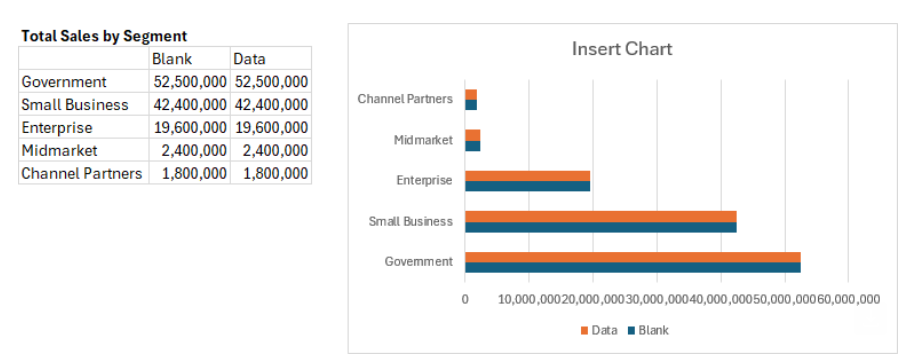 Total Sales by Segment
Blank Data
Government 52,500,000 52,500,000
Small Business 42,400,000 42,400,000
Enterprise 19,600,000 19,600,000
Midmarket 2,400,000 2,400,000
Channel Partners 1,800,000 1,800,000
Insert Chart
Channel Partners
Midmarket
Enterprise
Small Business
Government
0 10,000,000 20,000,000 30,000,000 40,000,000 50,000,000 60,000,000
Data Blank